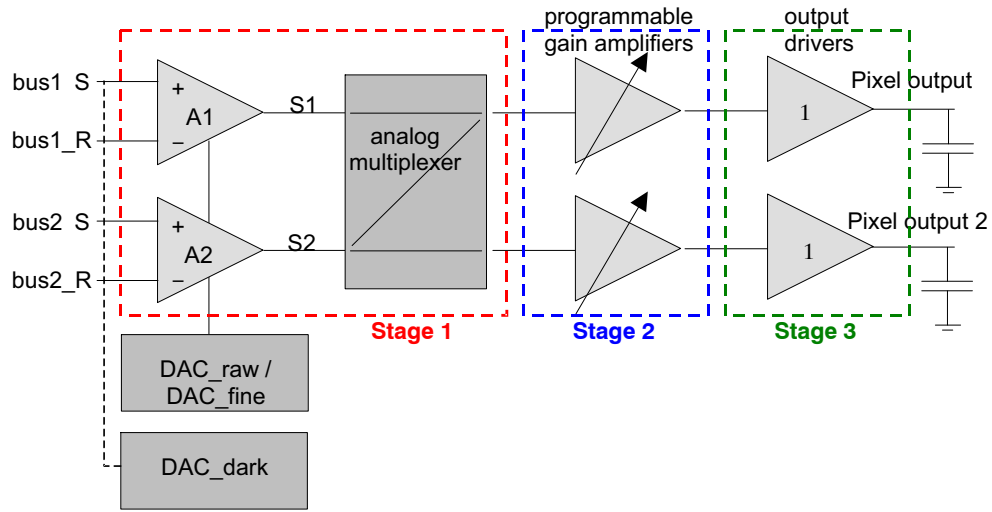 programmable
gain amplifiers
output
drivers
bus1 S
+
A1
−
bus1_R
S1
analog
multiplexer
1
Pixel output
bus2 S
+
A2
−
bus2_R
S2
1
Pixel output 2
Stage 1
Stage 2
Stage 3
DAC_raw /
DAC_fine
DAC_dark